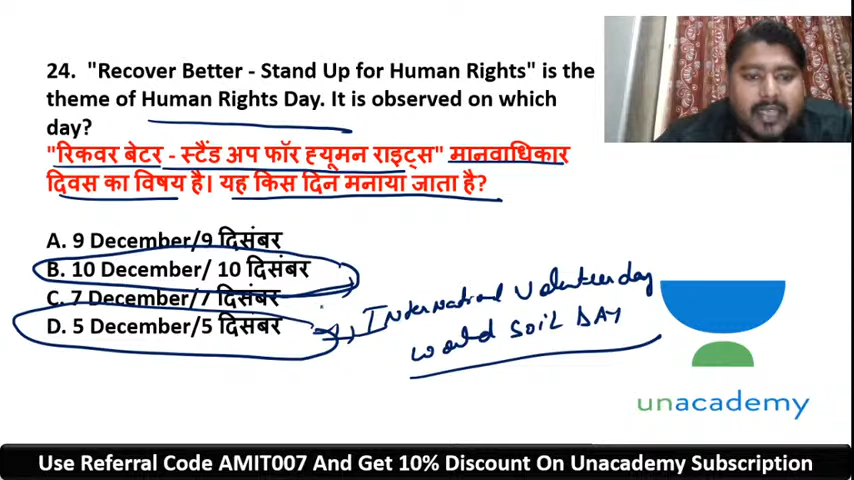 24. "Recover Better - Stand Up for Human Rights" is the
theme of Human Rights Day. It is observed on which
day?
"रिकवर बेटर - स्टैंड अप फॉर ह्यूमन राइट्स" मानवाधिकार
दिवस का विषय है। यह किस दिन मनाया जाता है?
A. 9 December/9 दिसंबर
B. 10 December/ 10 दिसंबर
C. 7 December/7 दिसंबर
D. 5 December/5 दिसंबर
International Volunteer day
World SOIL DAY
unacademy
Use Referral Code AMIT007 And Get 10% Discount On Unacademy Subscription